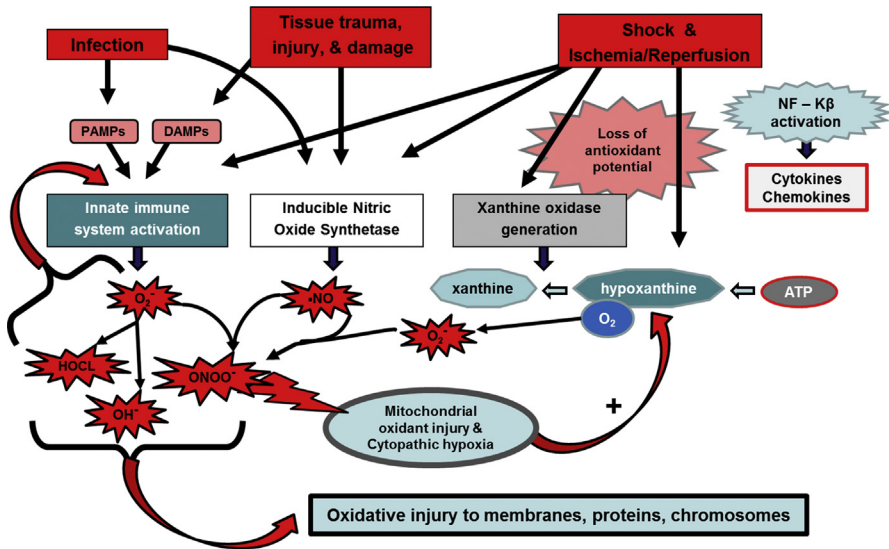 Infection
Tissue trauma,
injury, & damage
Shock &
Ischemia/Reperfusion
NF – Kβ
activation
PAMPs
DAMPs
Loss of
antioxidant
potential
Cytokines
Chemokines
Innate immune
system activation
Inducible Nitric
Oxide Synthetase
Xanthine oxidase
generation
O₂⁻
•NO
xanthine
hypoxanthine
ATP
O₂
O₂⁻
HOCL
ONOO⁻
OH⁻
Mitochondrial
oxidant injury &
Cytopathic hypoxia
+
Oxidative injury to membranes, proteins, chromosomes